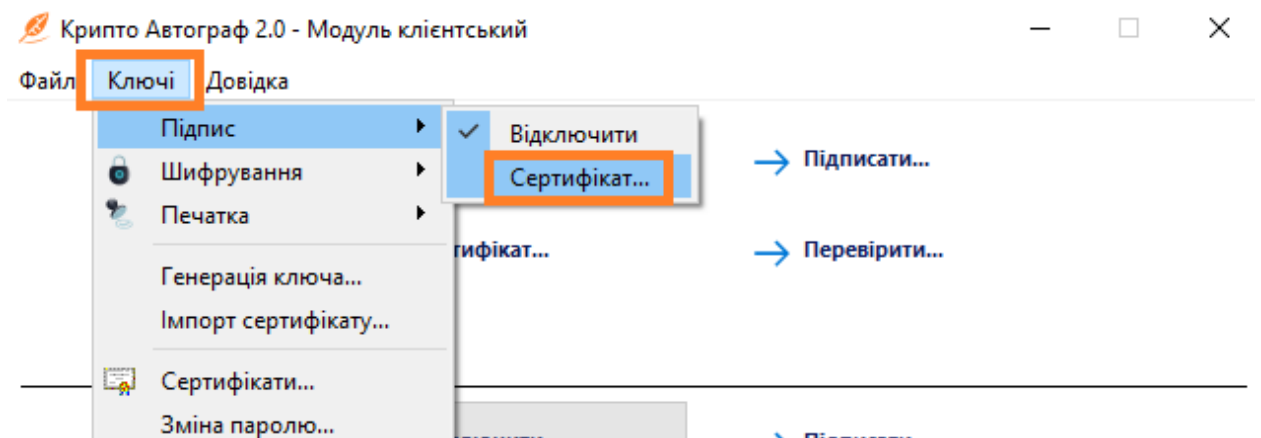 Крипто Автограф 2.0 - Модуль клієнтський
Файл Ключі Довідка
Підпис
Відключити
Підписати...
Шифрування
Сертифікат...
Печатка
тифікат...
Перевірити...
Генерація ключа...
Імпорт сертифікату...
Сертифікати...
Зміна паролю...